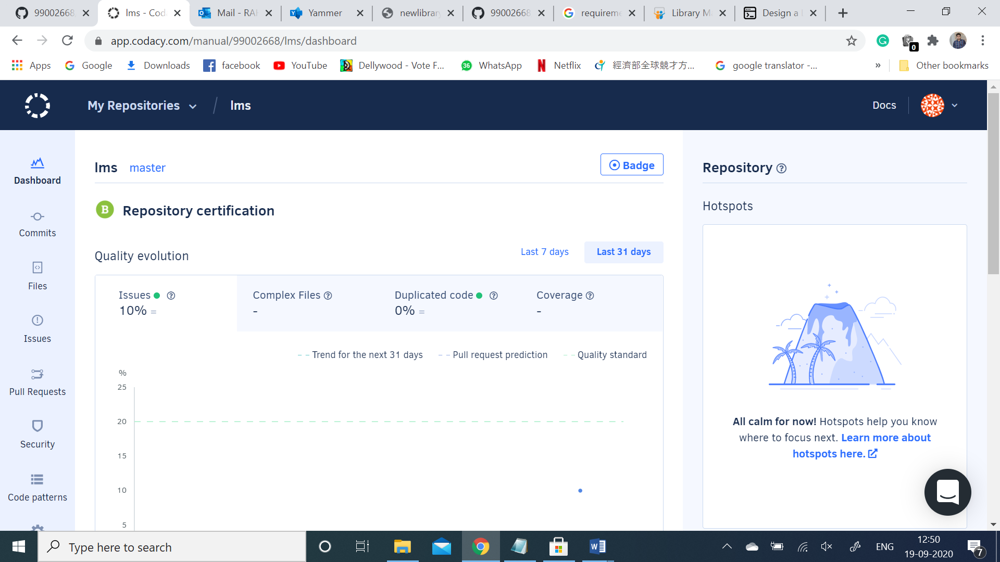 99002668
lms - Cod
Mail - RAH
Yammer
newlibrary
99002668
requireme
Library M
Design a L
app.codacy.com/manual/99002668/lms/dashboard
0
Apps
Google
Downloads
facebook
YouTube
Dellywood - Vote F...
36
WhatsApp
Netflix
經濟部全球競才方...
google translator -...
»
Other bookmarks
My Repositories / lms
Docs
Dashboard
Commits
Files
Issues
Pull Requests
Security
Code patterns
lms master
Badge
B Repository certification
Quality evolution
Last 7 days
Last 31 days
Issues
10% =
Complex Files
-
Duplicated code
0% =
Coverage
-
Trend for the next 31 days
Pull request prediction
Quality standard
%
25
20
15
10
5
Repository
Hotspots
All calm for now! Hotspots help you know
where to focus next. Learn more about
hotspots here.
Type here to search
ENG
12:50
19-09-2020
7